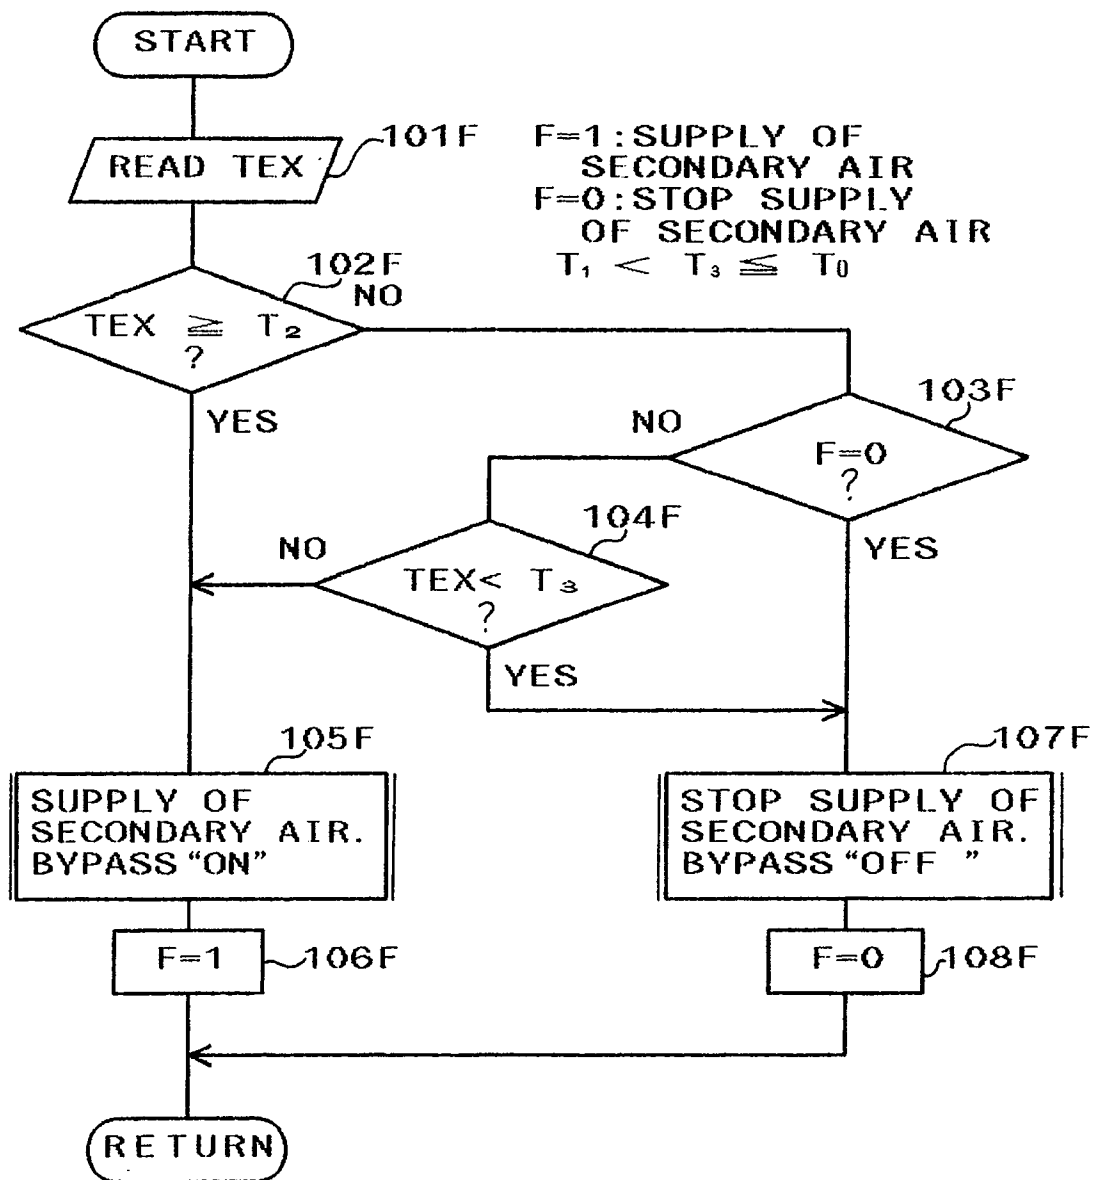 START
READ TEX
101F
F=1:SUPPLY OF
SECONDARY AIR
F=0:STOP SUPPLY
OF SECONDARY AIR
T₁ < T₃ ≦ T₀
102F
NO
TEX ≧ T₂
?
YES
103F
NO
F=0
?
YES
104F
NO
TEX< T₃
?
YES
105F
SUPPLY OF
SECONDARY AIR.
BYPASS “ON”
107F
STOP SUPPLY OF
SECONDARY AIR.
BYPASS “OFF ”
F=1
106F
F=0
108F
RETURN